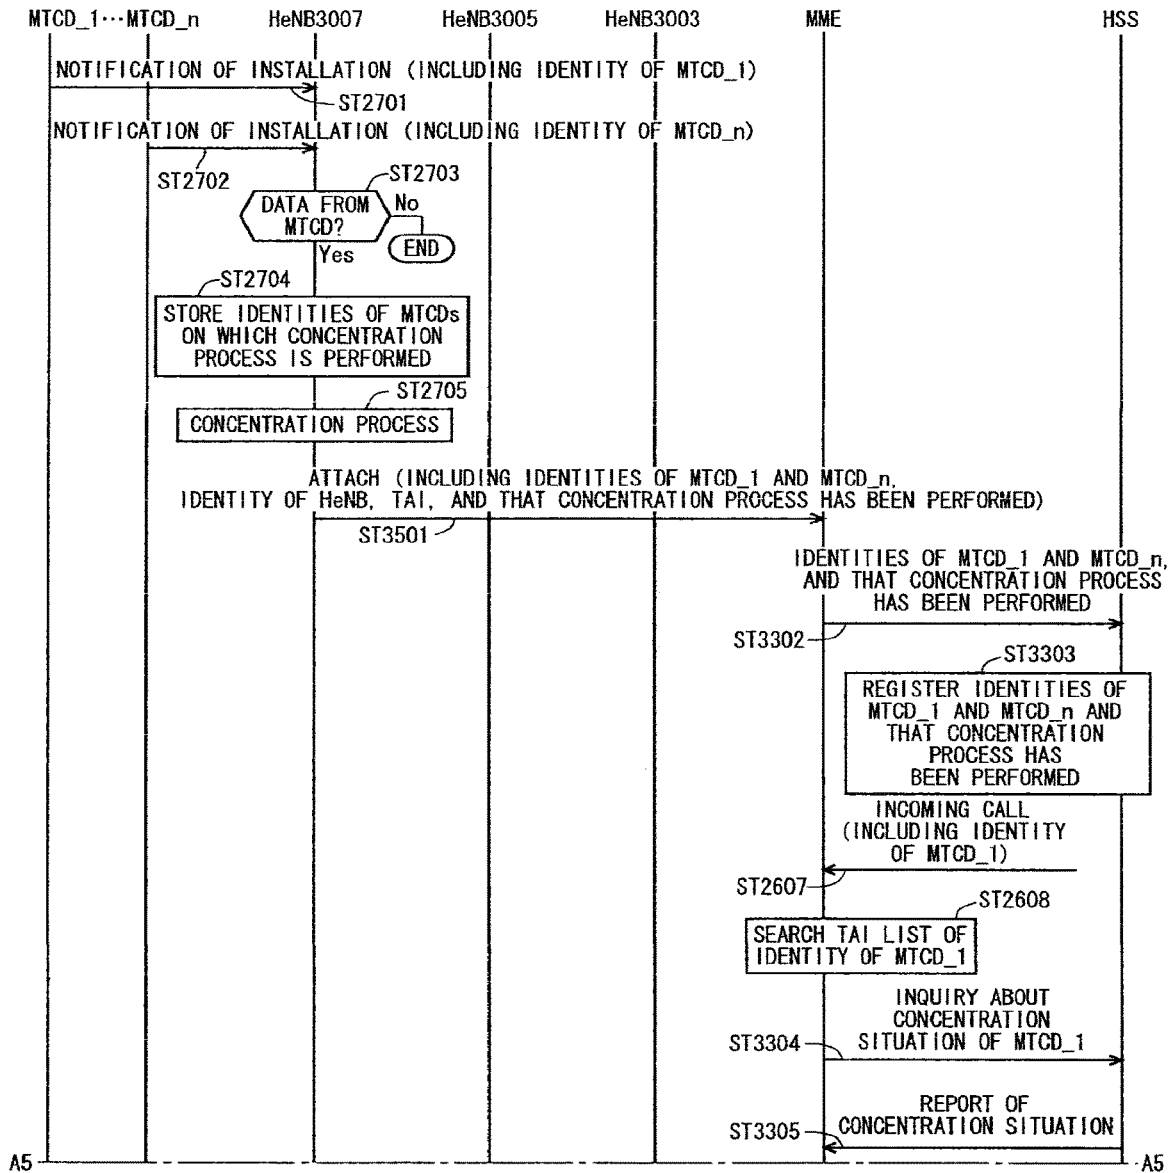 MTCD_1···MTCD_n HeNB3007 HeNB3005 HeNB3003 MME HSS
NOTIFICATION OF INSTALLATION (INCLUDING IDENTITY OF MTCD_1)
ST2701
NOTIFICATION OF INSTALLATION (INCLUDING IDENTITY OF MTCD_n)
ST2702
ST2703
DATA FROM
MTCD?
No
END
Yes
ST2704
STORE IDENTITIES OF MTCDs
ON WHICH CONCENTRATION
PROCESS IS PERFORMED
ST2705
CONCENTRATION PROCESS
ATTACH (INCLUDING IDENTITIES OF MTCD_1 AND MTCD_n,
IDENTITY OF HeNB, TAI, AND THAT CONCENTRATION PROCESS HAS BEEN PERFORMED)
ST3501
IDENTITIES OF MTCD_1 AND MTCD_n,
AND THAT CONCENTRATION PROCESS
HAS BEEN PERFORMED
ST3302
ST3303
REGISTER IDENTITIES OF
MTCD_1 AND MTCD_n AND
THAT CONCENTRATION
PROCESS HAS
BEEN PERFORMED
INCOMING CALL
(INCLUDING IDENTITY
OF MTCD_1)
ST2607
ST2608
SEARCH TAI LIST OF
IDENTITY OF MTCD_1
INQUIRY ABOUT
CONCENTRATION
SITUATION OF MTCD_1
ST3304
REPORT OF
CONCENTRATION SITUATION
ST3305
A5 A5